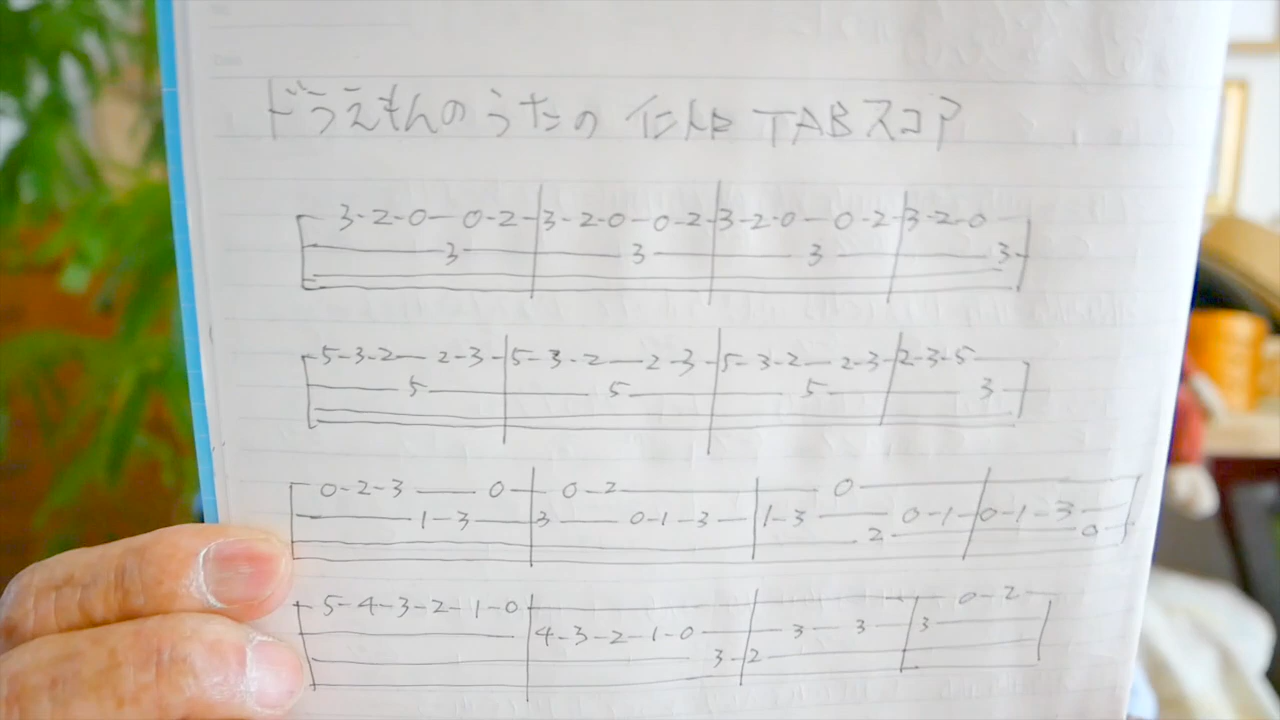 ドラえもんのうたの イントロ TABスコア
3-2-0 0-2 3-2-0 0-2 3-2-0 0-2 3-2-0
3 3 3 3
5-3-2 2-3 5-3-2 2-3 5-3-2 2-3 2-3-5
5 5 5 3
0-2-3 0 0-2 0
1-3 3 0-1-3 1-3 0-1 0-1-3
2 0
5-4-3-2-1-0 0-2
4-3-2-1-0 3 3 3
3 2